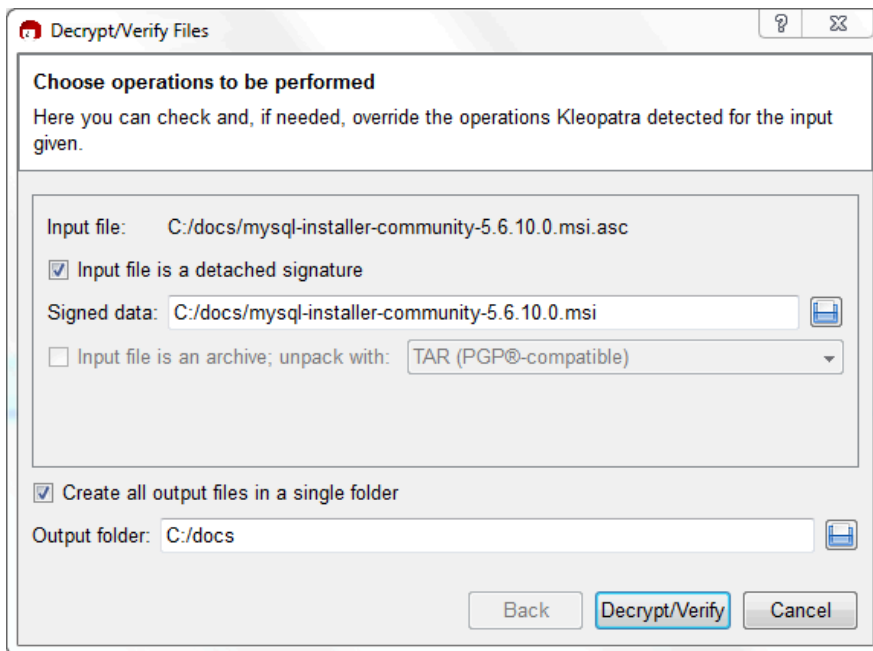 Decrypt/Verify Files
Choose operations to be performed
Here you can check and, if needed, override the operations Kleopatra detected for the input
given.
Input file: C:/docs/mysql-installer-community-5.6.10.0.msi.asc
Input file is a detached signature
Signed data: C:/docs/mysql-installer-community-5.6.10.0.msi
Input file is an archive; unpack with: TAR (PGP®-compatible)
Create all output files in a single folder
Output folder: C:/docs
Back Decrypt/Verify Cancel